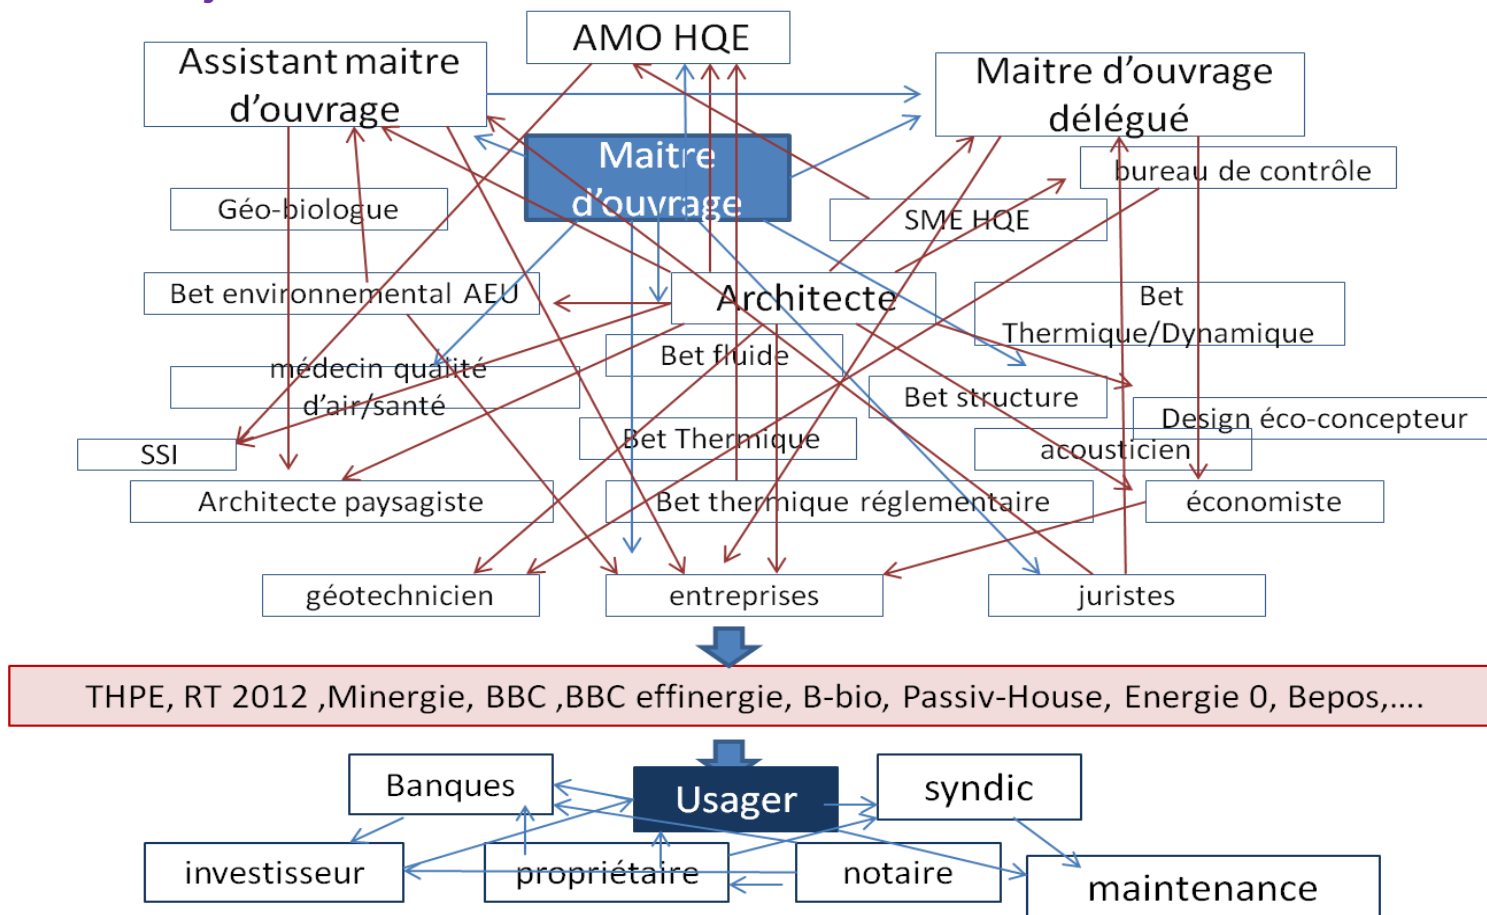 AMO HQE
Assistant maitre
d'ouvrage
Maitre d'ouvrage
délégué
Maitre
d'ouvrage
bureau de contrôle
Géo-biologue
SME HQE
Bet environnemental AEU
Architecte
Bet
Thermique/Dynamique
Bet fluide
médecin qualité
d'air/santé
Bet structure
Design éco-concepteur
Bet Thermique
acousticien
SSI
Architecte paysagiste
Bet thermique réglementaire
économiste
géotechnicien
entreprises
juristes
THPE, RT 2012 ,Minergie, BBC ,BBC effinergie, B-bio, Passiv-House, Energie 0, Bepos,....
Banques
Usager
syndic
investisseur
propriétaire
notaire
maintenance